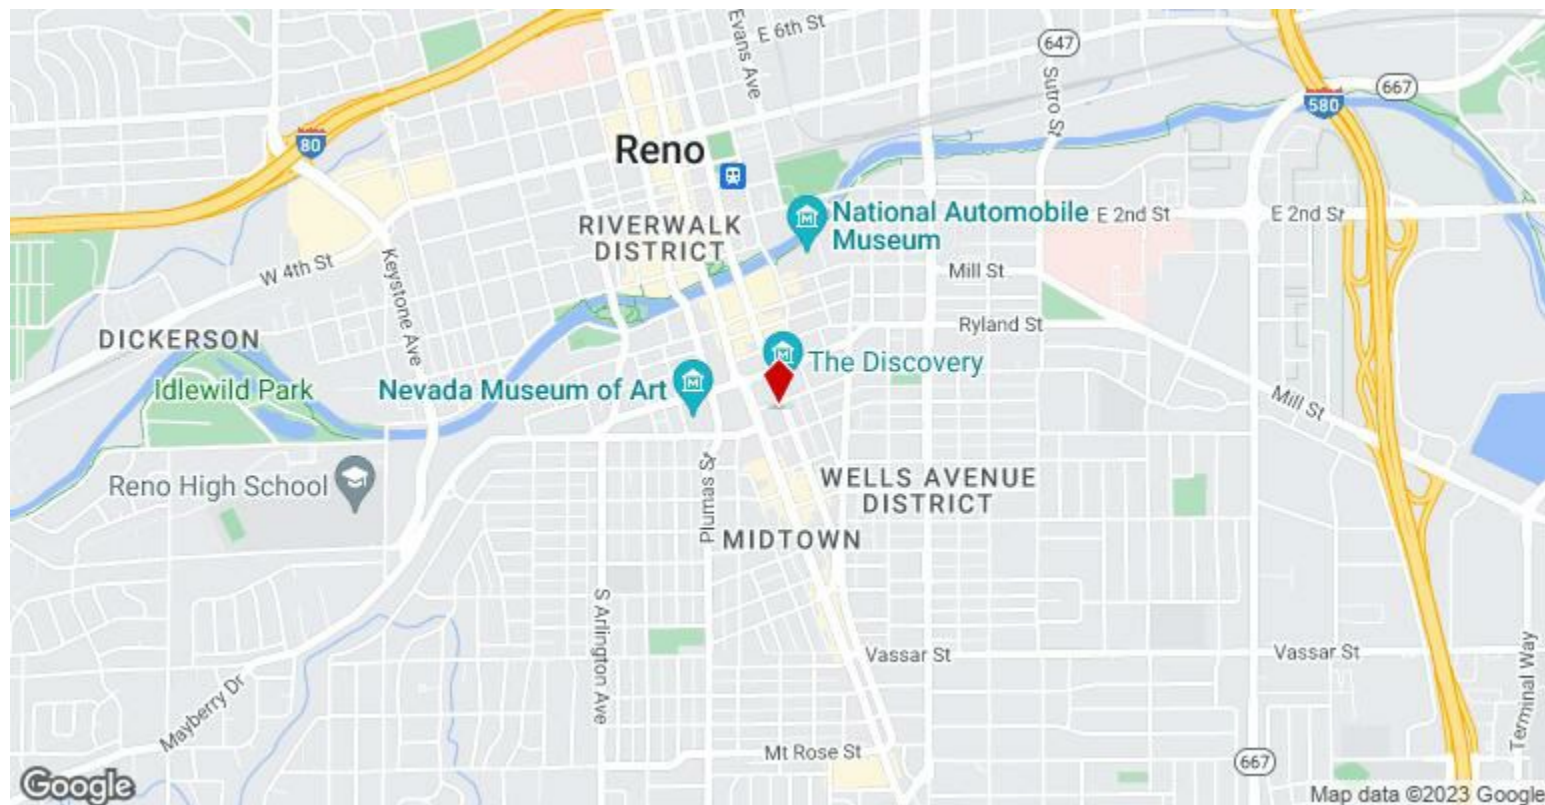 Evans Ave
E 6th St
647
Sutro St
667
580
80
Reno
RIVERWALK
DISTRICT
National Automobile
Museum
E 2nd St
E 2nd St
W 4th St
Keystone Ave
Mill St
DICKERSON
Ryland St
Idlewild Park
Nevada Museum of Art
The Discovery
Mill St
Reno High School
Plumas St
WELLS AVENUE
DISTRICT
MIDTOWN
S Arlington Ave
Vassar St
Vassar St
Mayberry Dr
Terminal Way
Mt Rose St
667
Google
Map data ©2023 Google